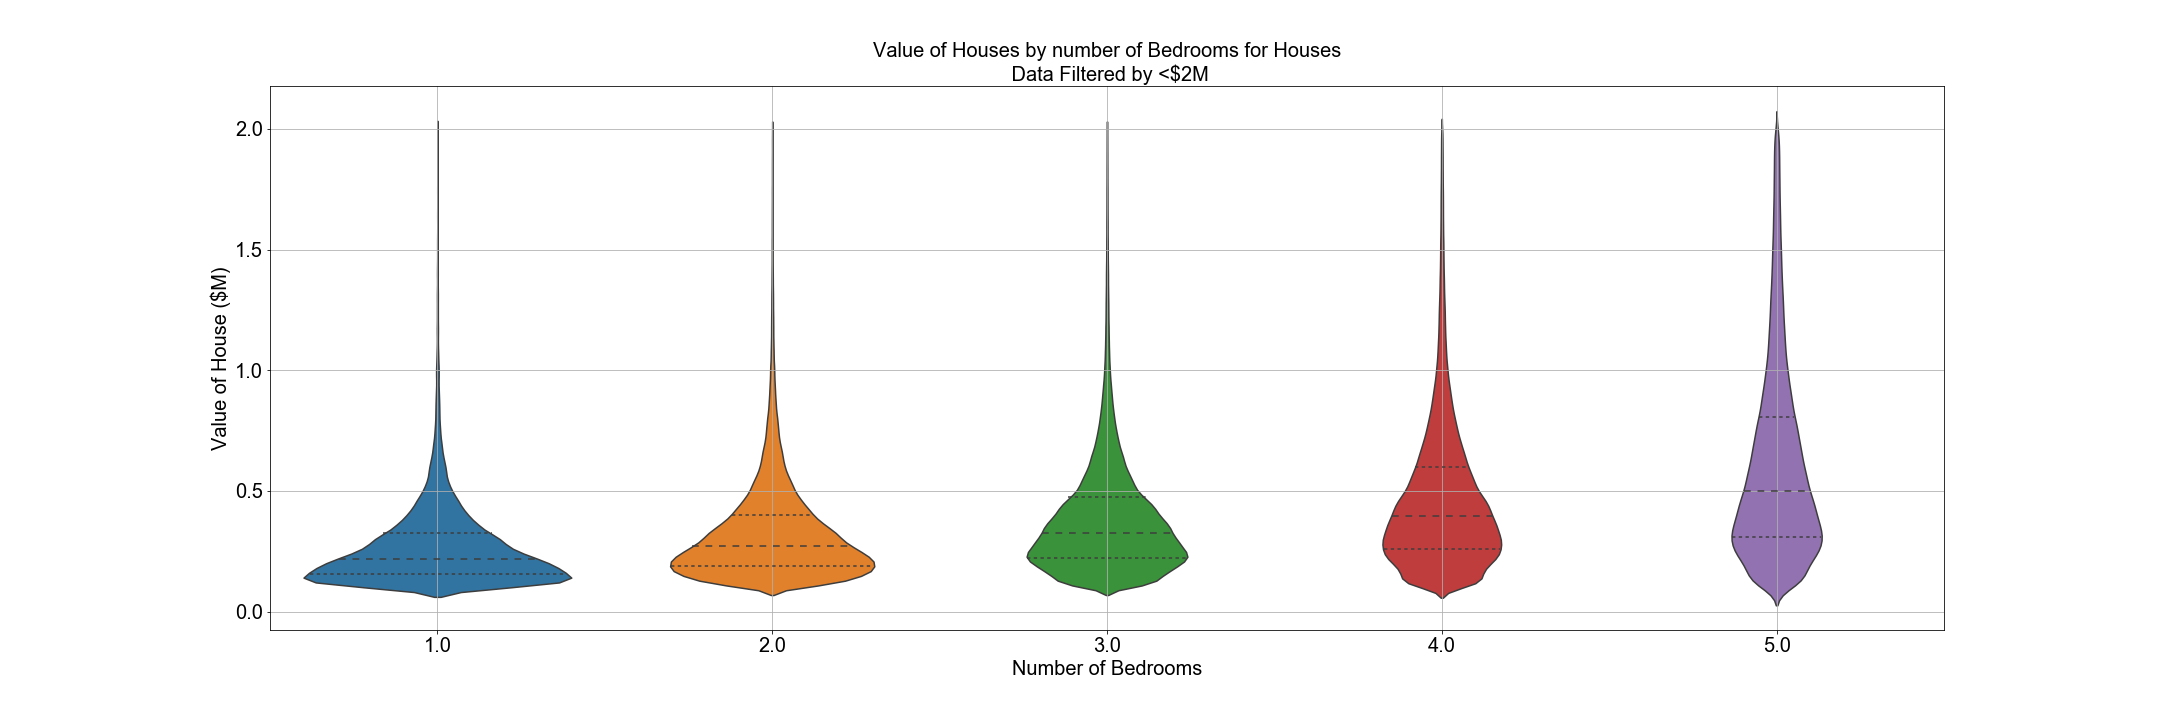 Value of Houses by number of Bedrooms for Houses
Data Filtered by <$2M
Value of House ($M)
2.0
1.5
1.0
0.5
0.0
1.0 2.0 3.0 4.0 5.0
Number of Bedrooms